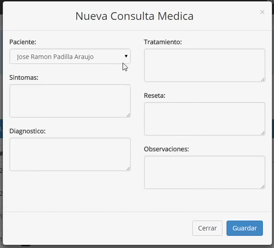 Nueva Consulta Medica
×
Paciente:
Jose Ramon Padilla Araujo
Sintomas:
Diagnostico:
Tratamiento:
Reseta:
Observaciones:
Cerrar
Guardar